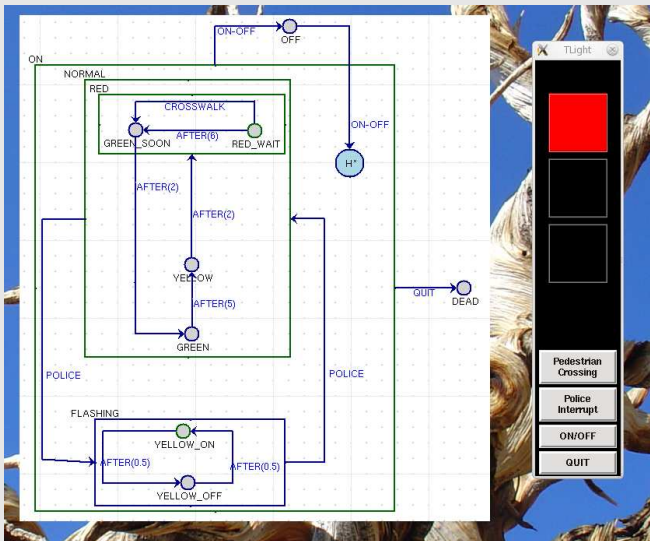 ON-OFF
OFF
ON
NORMAL
RED
CROSSWALK
AFTER(6)
GREEN_SOON
RED_WAIT
ON-OFF
H*
AFTER(2)
AFTER(2)
YELLOW
AFTER(5)
GREEN
QUIT
DEAD
POLICE
POLICE
FLASHING
YELLOW_ON
AFTER(0.5)
AFTER(0.5)
YELLOW_OFF
TLight
Pedestrian
Crossing
Police
Interrupt
ON/OFF
QUIT